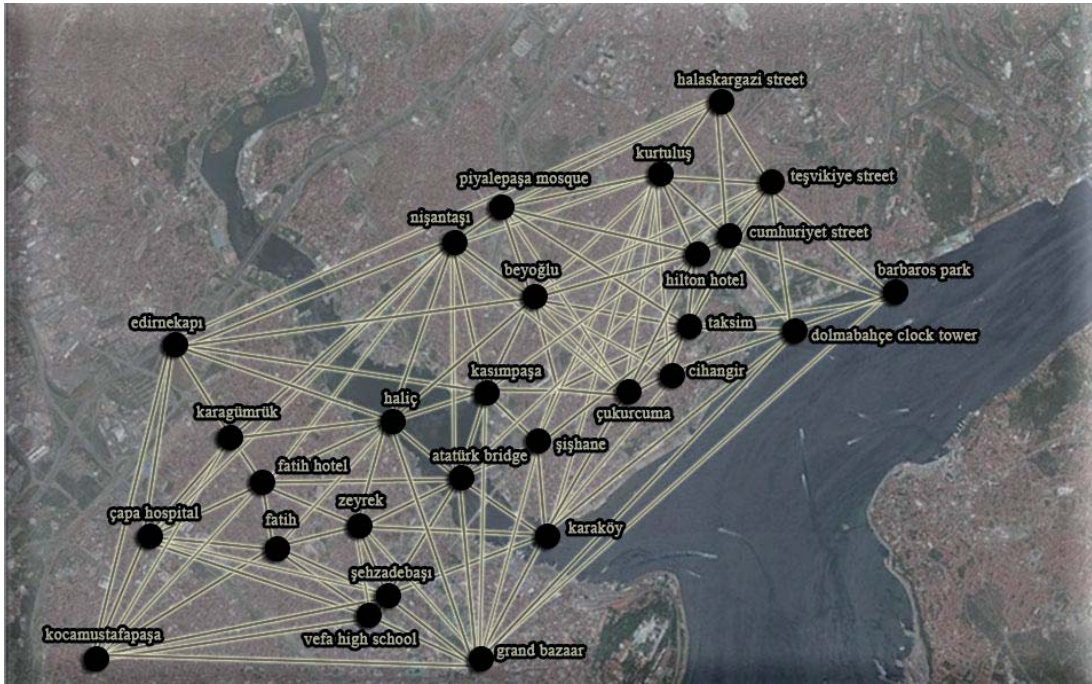 halaskargazi street
kurtuluş
piyalepaşa mosque
teşvikiye street
nişantaşı
cumhuriyet street
beyoğlu
hilton hotel
barbaros park
edirnekapı
taksim
dolmabahçe clock tower
kasımpaşa
cihangir
haliç
karagümrük
çukurcuma
şişhane
atatürk bridge
fatih hotel
zeyrek
çapa hospital
fatih
karaköy
şehzadebaşı
kocamustafapaşa
vefa high school
grand bazaar